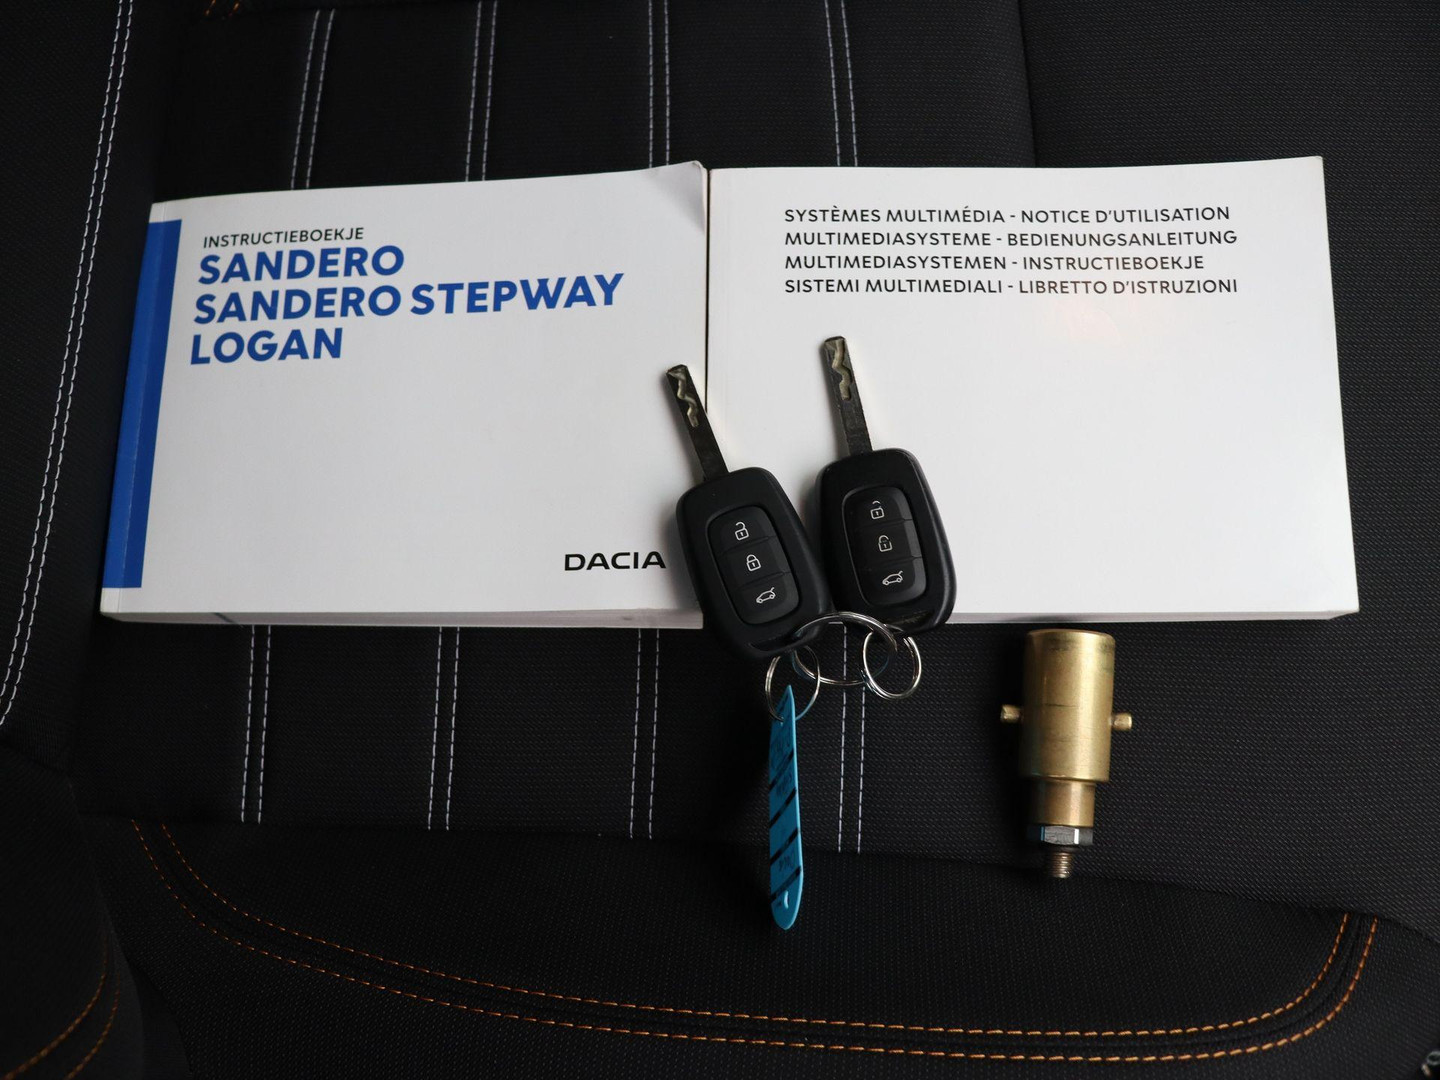 INSTRUCTIEBOEKJE
SANDERO
SANDERO STEPWAY
LOGAN
DACIA
SYSTÈMES MULTIMÉDIA - NOTICE D'UTILISATION
MULTIMEDIASYSTEME - BEDIENUNGSANLEITUNG
MULTIMEDIASYSTEMEN - INSTRUCTIEBOEKJE
SISTEMI MULTIMEDIALI - LIBRETTO D'ISTRUZIONI